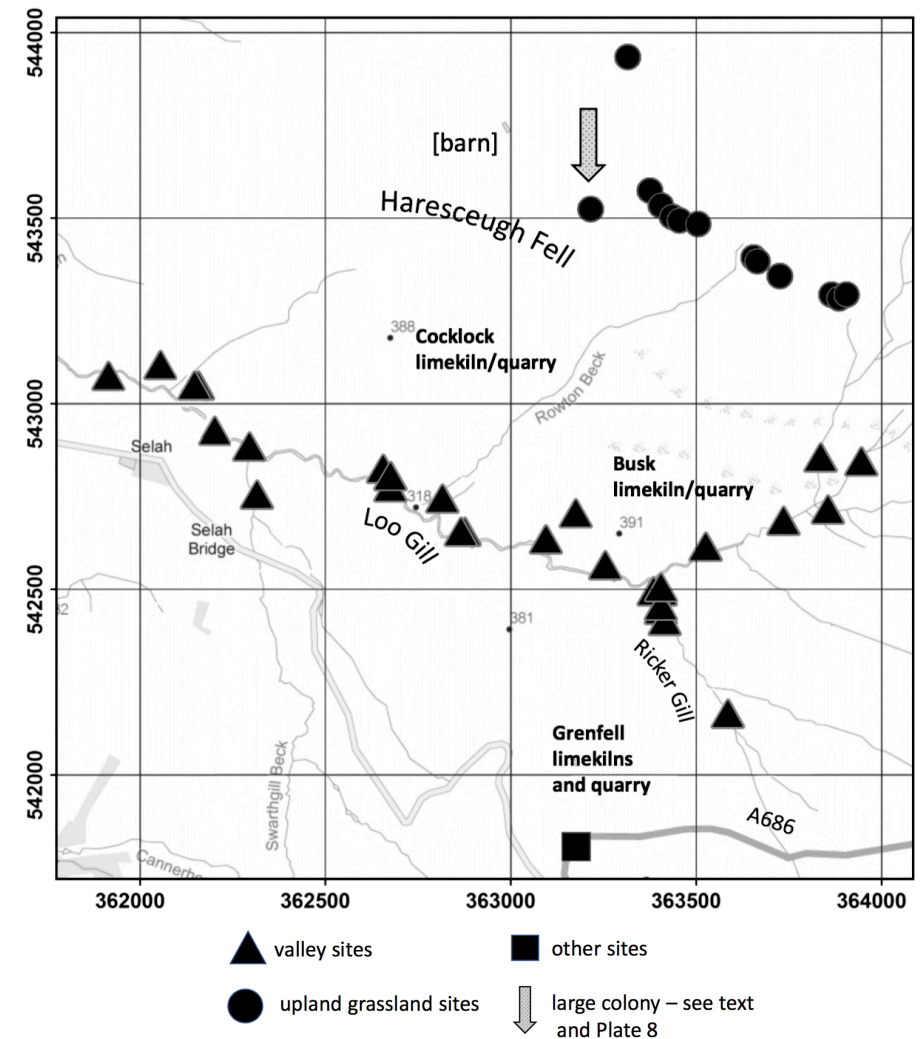 544000
[barn]
Haresceugh Fell
543500
388
Cocklock
limekiln/quarry
Rowton Beck
543000
Selah
Busk
limekiln/quarry
318
Loo Gill
391
Selah
Bridge
542500
381
Ricker Gill
Grenfell
limekilns
and quarry
542000
Swarthgill Beck
A686
362000
362500
363000
363500
364000
valley sites
other sites
upland grassland sites
large colony – see text
and Plate 8